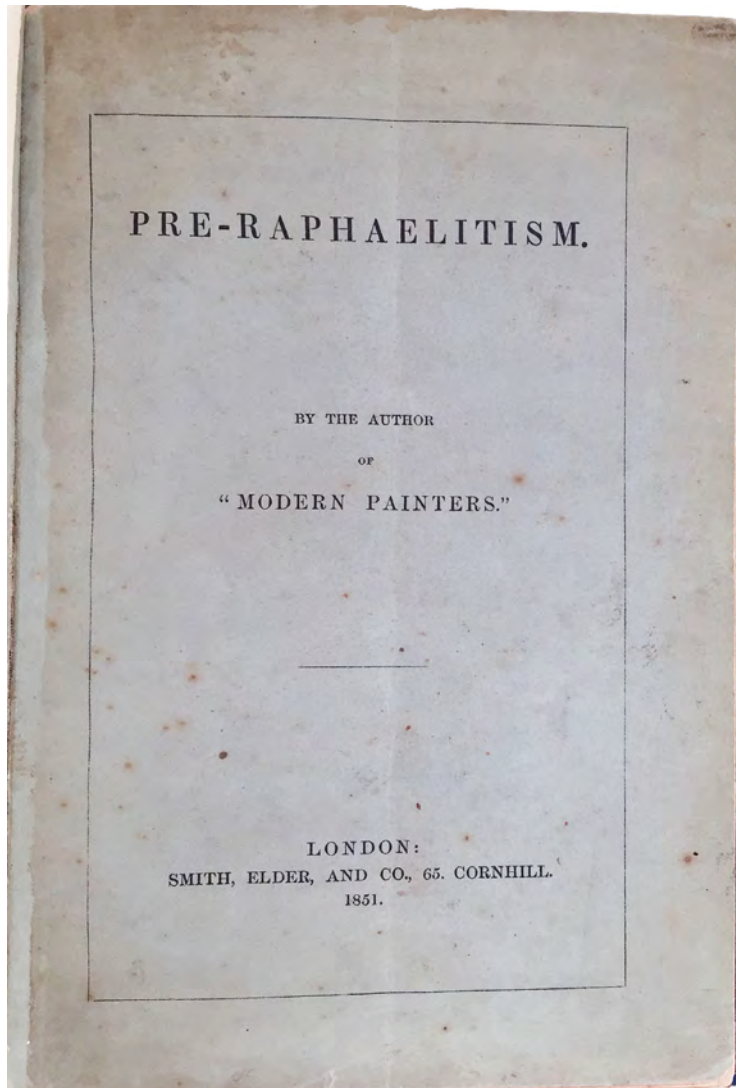 PRE-RAPHAELITISM.
BY THE AUTHOR
OF
“MODERN PAINTERS.”
LONDON:
SMITH, ELDER, AND CO., 65. CORNHILL.
1851.